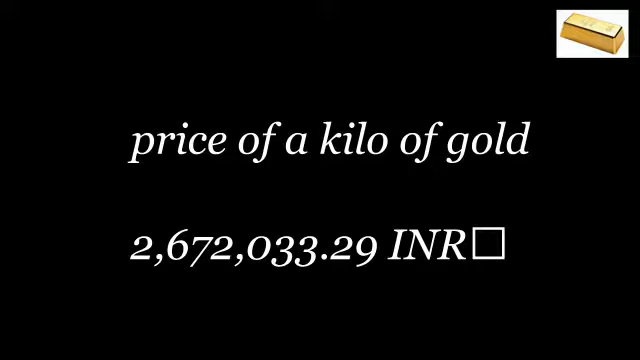 price of a kilo of gold
2,672,033.29 INR□